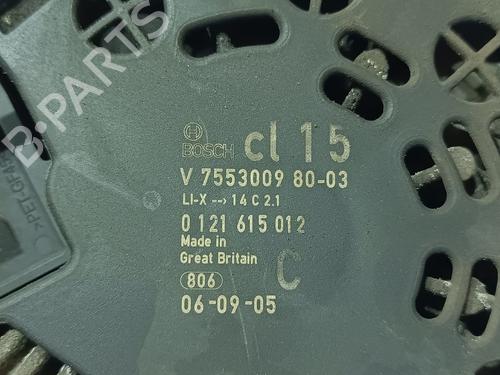 BOSCH cl 15
V 7553009 80-03
LI-X --> 14 C 2.1
0 121 615 012
Made in
Great Britain
C
806
06-09-05
B-PARTS